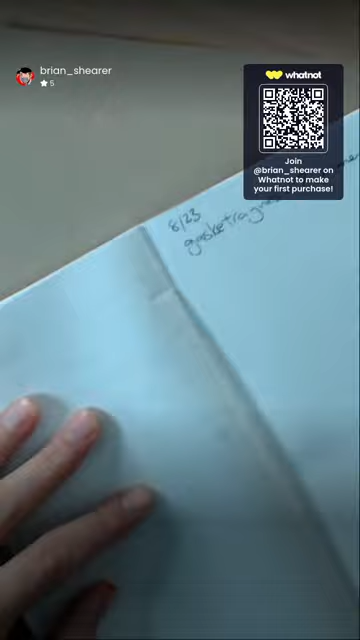 brian_shearer
★ 5
whatnot
Join
@brian_shearer on
Whatnot to make
your first purchase!
8/23